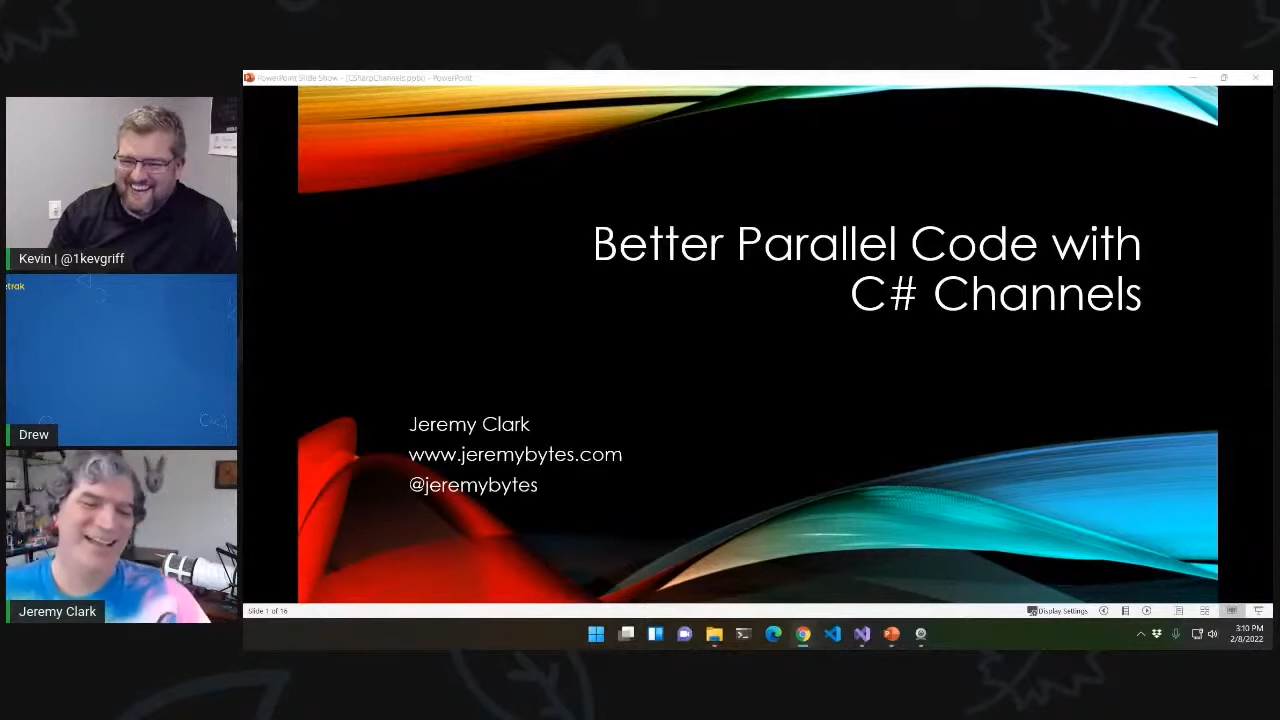 PowerPoint Slide Show - [CSharpChannels.pptx] - PowerPoint
Kevin | @1kevgriff
etrak
Drew
Jeremy Clark
Better Parallel Code with
C# Channels
Jeremy Clark
www.jeremybytes.com
@jeremybytes
Slide 1 of 16
Display Settings
3:10 PM
2/8/2022